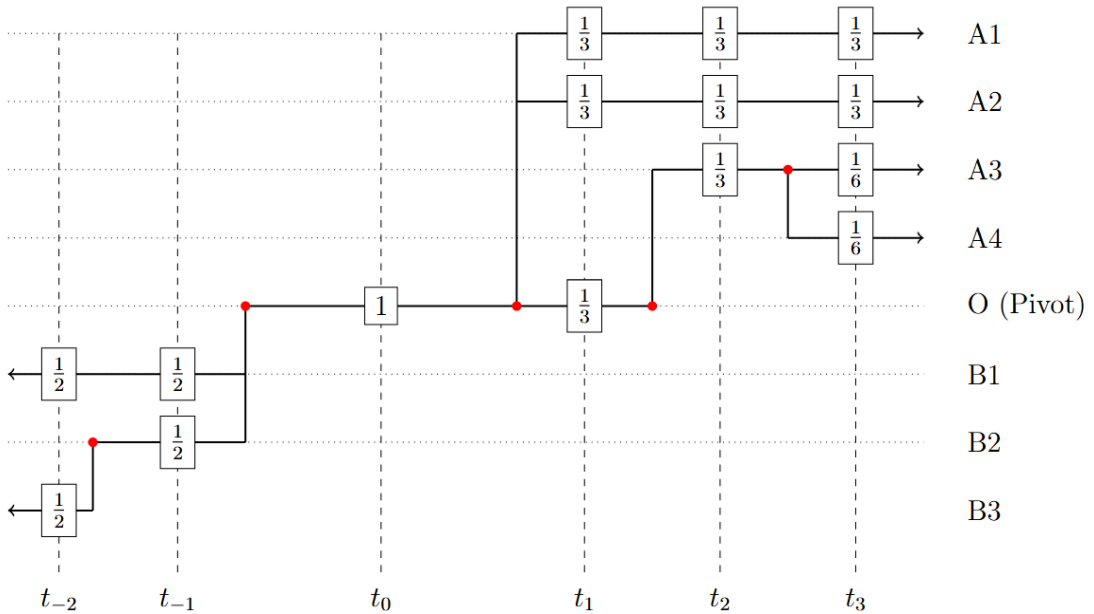 1/3 1/3 1/3 A1
1/3 1/3 1/3 A2
1/3 1/6 A3
1/6 A4
1 1/3 O (Pivot)
1/2 1/2 B1
1/2 B2
1/2 B3
t₋₂ t₋₁ t₀ t₁ t₂ t₃